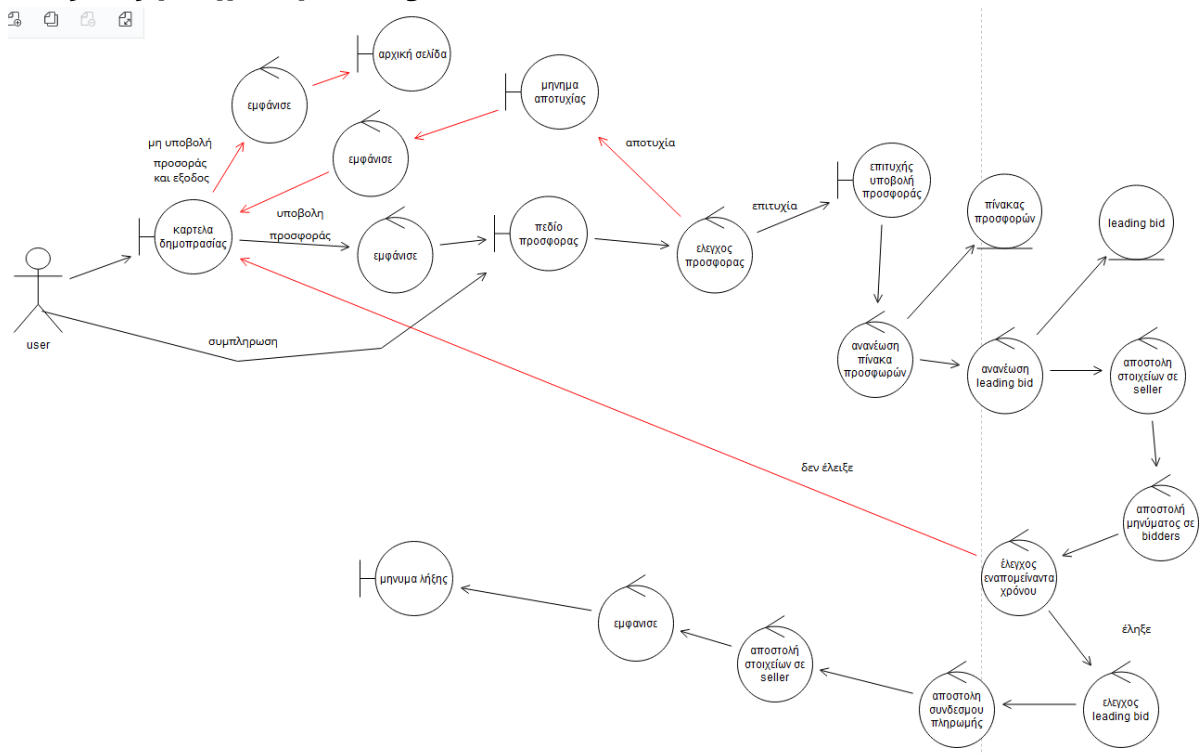 αρχική σελίδα
εμφάνισε
μηνημα
αποτυχίας
μη υποβολή
προσοράς
και εξοδος
εμφάνισε
αποτυχία
επιτυχής
υποβολή
προσφοράς
επιτυχία
πίνακας
προσφορών
leading bid
καρτελα
δημοπρασίας
υποβολη
προσφοράς
εμφάνισε
πεδίο
προσφορας
ελεγχος
προσφορας
user
συμπληρωση
ανανέωση
πίνακα
προσφωρών
ανανέωση
leading bid
αποστολη
στοιχείων σε
seller
δεν έλειξε
αποστολή
μηνύματος σε
bidders
έλεγχος
εναπομείναντα
χρόνου
μηνυμα λήξης
εμφανισε
αποστολή
στοιχείων σε
seller
έληξε
αποστολη
συνδεσμου
πληρωμής
ελεγχος
leading bid